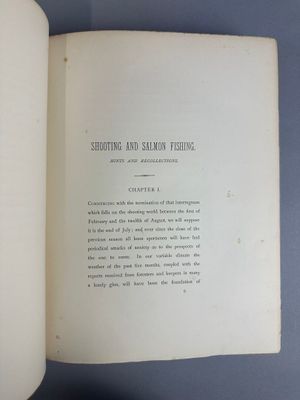 SHOOTING AND SALMON FISHING.
HINTS AND RECOLLECTIONS.
CHAPTER I.
COMMENCING with the termination of that interregnum
which falls on the shooting world between the first of
February and the twelfth of August, we will suppose
it is the end of July; and ever since the close of the
previous season all keen sportsmen will have had
periodical attacks of anxiety as to the prospects of
the one to come. In our variable climate the
weather of the past five months, coupled with the
reports received from foresters and keepers in many
a lonely glen, will have been the foundation of